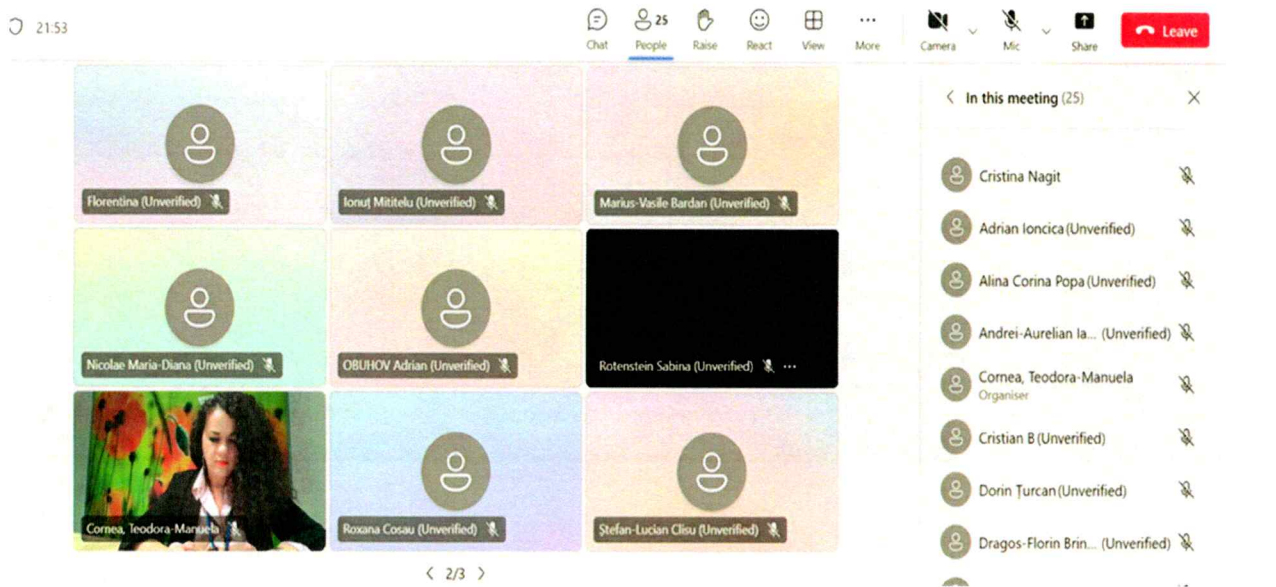 21:53
25
Chat People Raise React View More Camera Mic Share Leave
In this meeting (25)
Florentina (Unverified)
Ionuț Mititelu (Unverified)
Marius-Vasile Bardan (Unverified)
Nicolae Maria-Diana (Unverified)
OBUHOV Adrian (Unverified)
Rotenstein Sabina (Unverified) ...
Cornea, Teodora-Manuela
Roxana Cosau (Unverified)
Ștefan-Lucian Clisu (Unverified)
2/3
Cristina Nagit
Adrian Ioncica (Unverified)
Alina Corina Popa (Unverified)
Andrei-Aurelian Ia... (Unverified)
Cornea, Teodora-Manuela
Organiser
Cristian B (Unverified)
Dorin Țurcan (Unverified)
Dragos-Florin Brin... (Unverified)